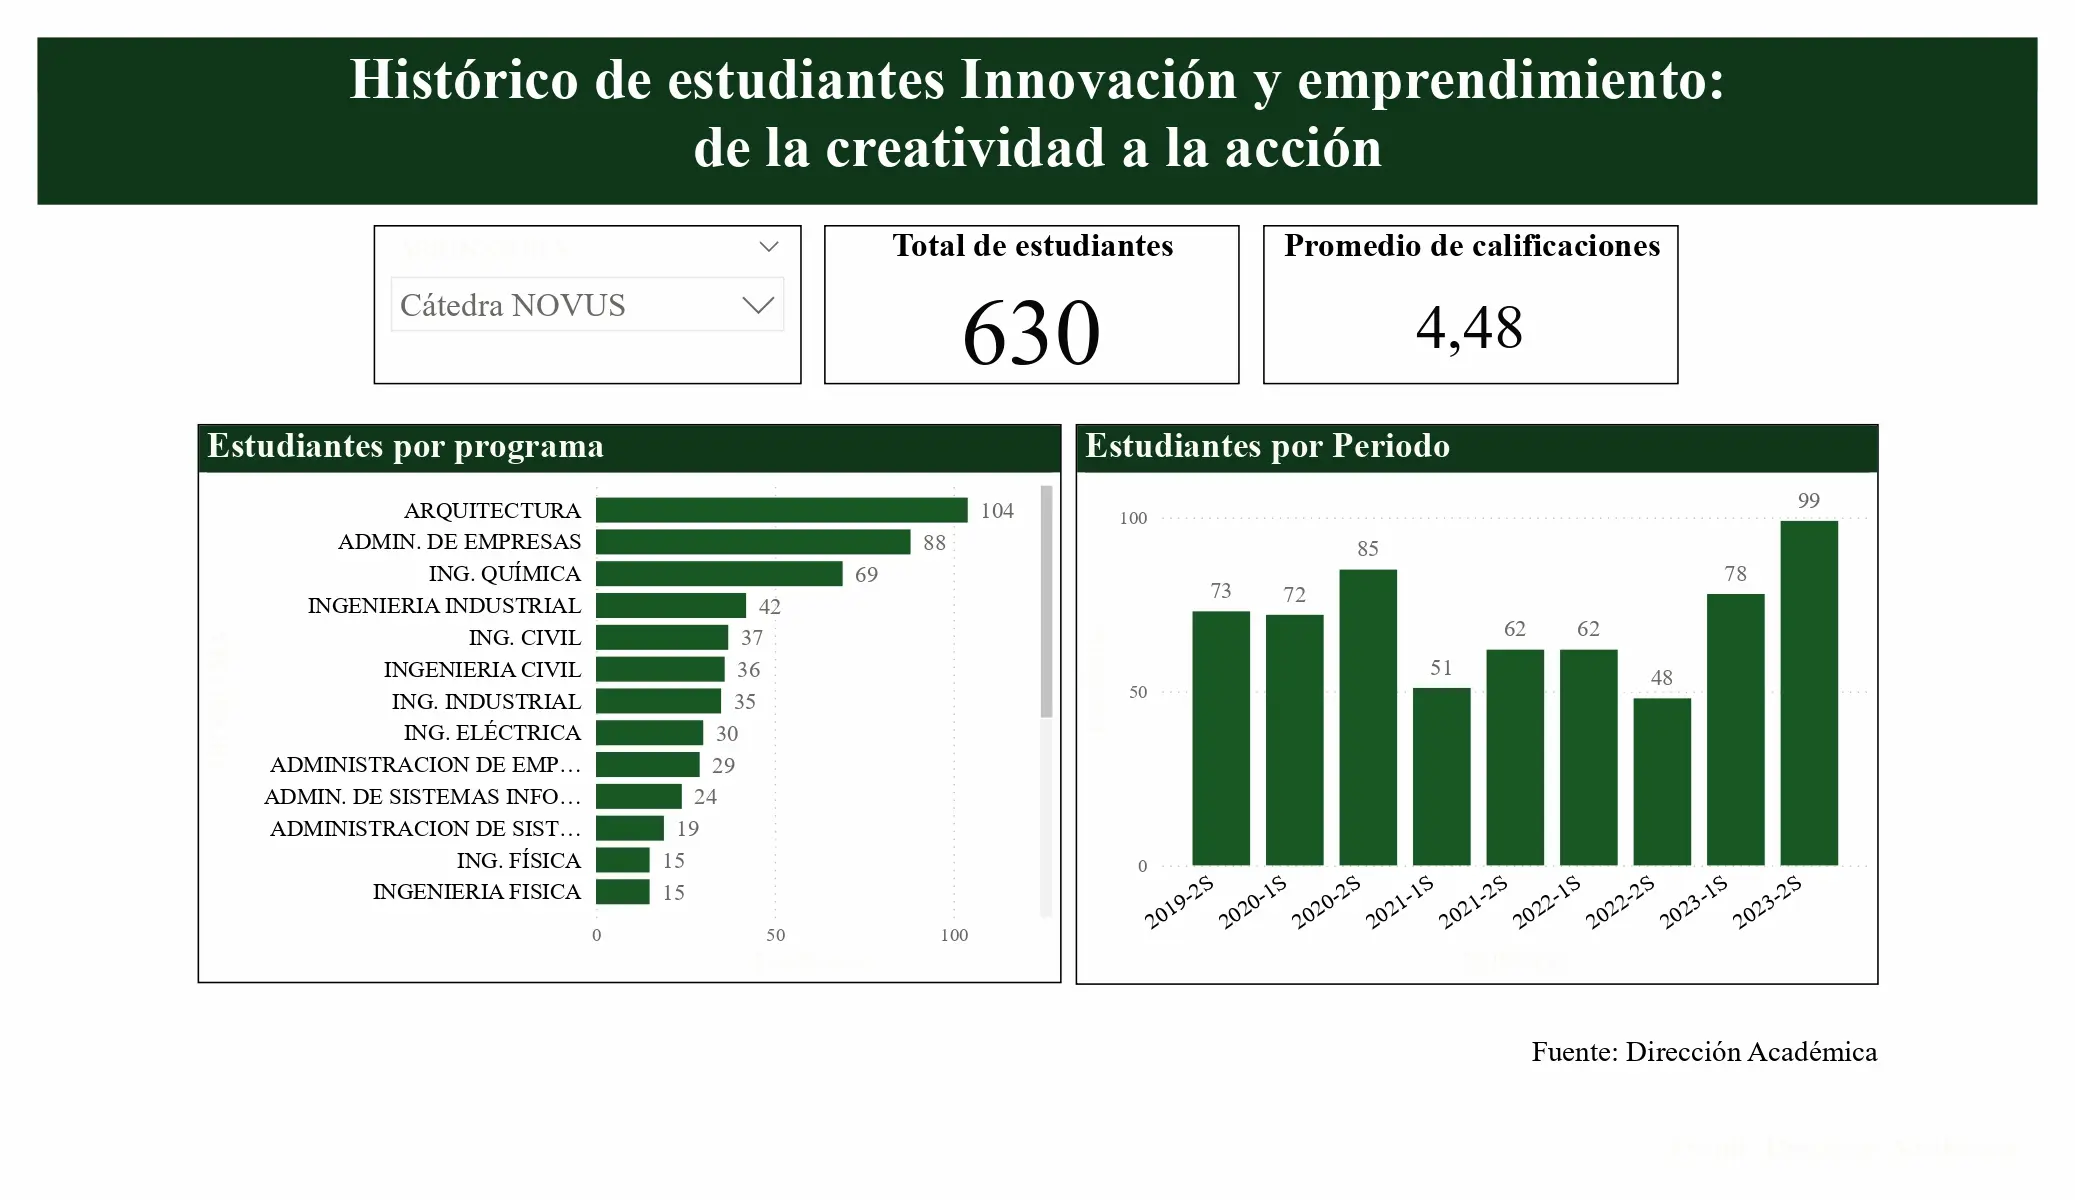 Histórico de estudiantes Innovación y emprendimiento:
de la creatividad a la acción
Cátedra NOVUS
Total de estudiantes
630
Promedio de calificaciones
4,48
Estudiantes por programa
ARQUITECTURA 104
ADMIN. DE EMPRESAS 88
ING. QUÍMICA 69
INGENIERIA INDUSTRIAL 42
ING. CIVIL 37
INGENIERIA CIVIL 36
ING. INDUSTRIAL 35
ING. ELÉCTRICA 30
ADMINISTRACION DE EMP… 29
ADMIN. DE SISTEMAS INFO… 24
ADMINISTRACION DE SIST… 19
ING. FÍSICA 15
INGENIERIA FISICA 15
0 50 100
Estudiantes por Periodo
100
50
0
73 72 85 51 62 62 48 78 99
2019-2S 2020-1S 2020-2S 2021-1S 2021-2S 2022-1S 2022-2S 2023-1S 2023-2S
Fuente: Dirección Académica